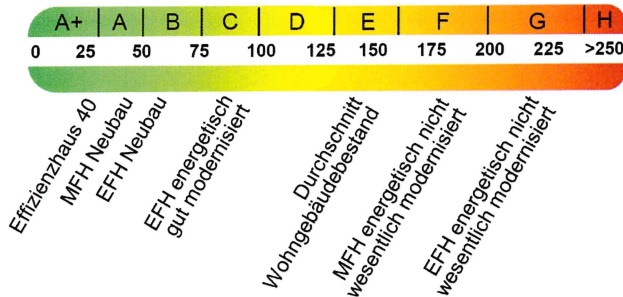 A+ A B C D E F G H
0 25 50 75 100 125 150 175 200 225 >250
Effizienzhaus 40
MFH Neubau
EFH Neubau
EFH energetisch
gut modernisiert
Durchschnitt
Wohngebäudebestand
MFH energetisch nicht
wesentlich modernisiert
EFH energetisch nicht
wesentlich modernisiert